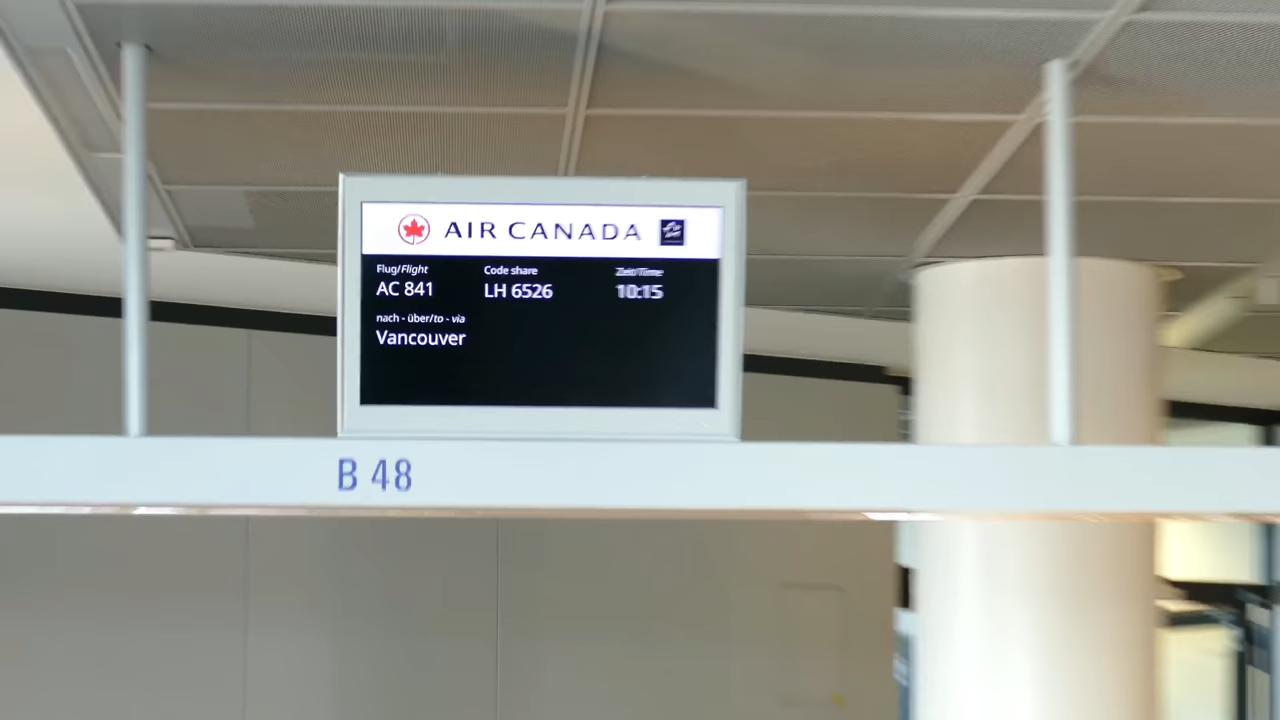 AIR CANADA
Flug/Flight Code share Zeit/Time
AC 841 LH 6526 10:15
nach - über/to - via
Vancouver
B 48